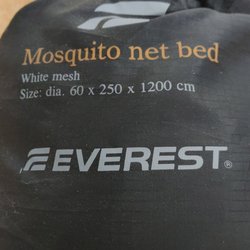 Mosquito net bed
White mesh
Size: dia. 60 x 250 x 1200 cm
EVEREST®